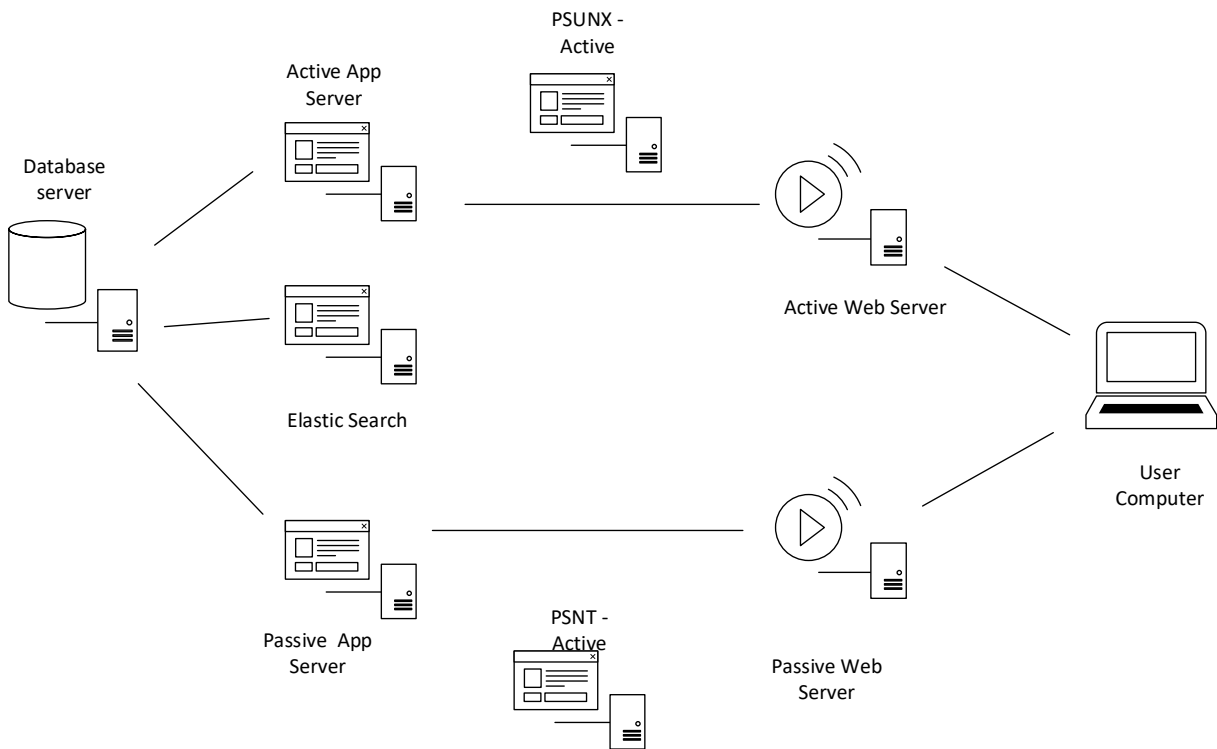 PSUNX -
Active
Active App
Server
Database
server
Active Web Server
Elastic Search
User
Computer
PSNT -
Active
Passive App
Server
Passive Web
Server